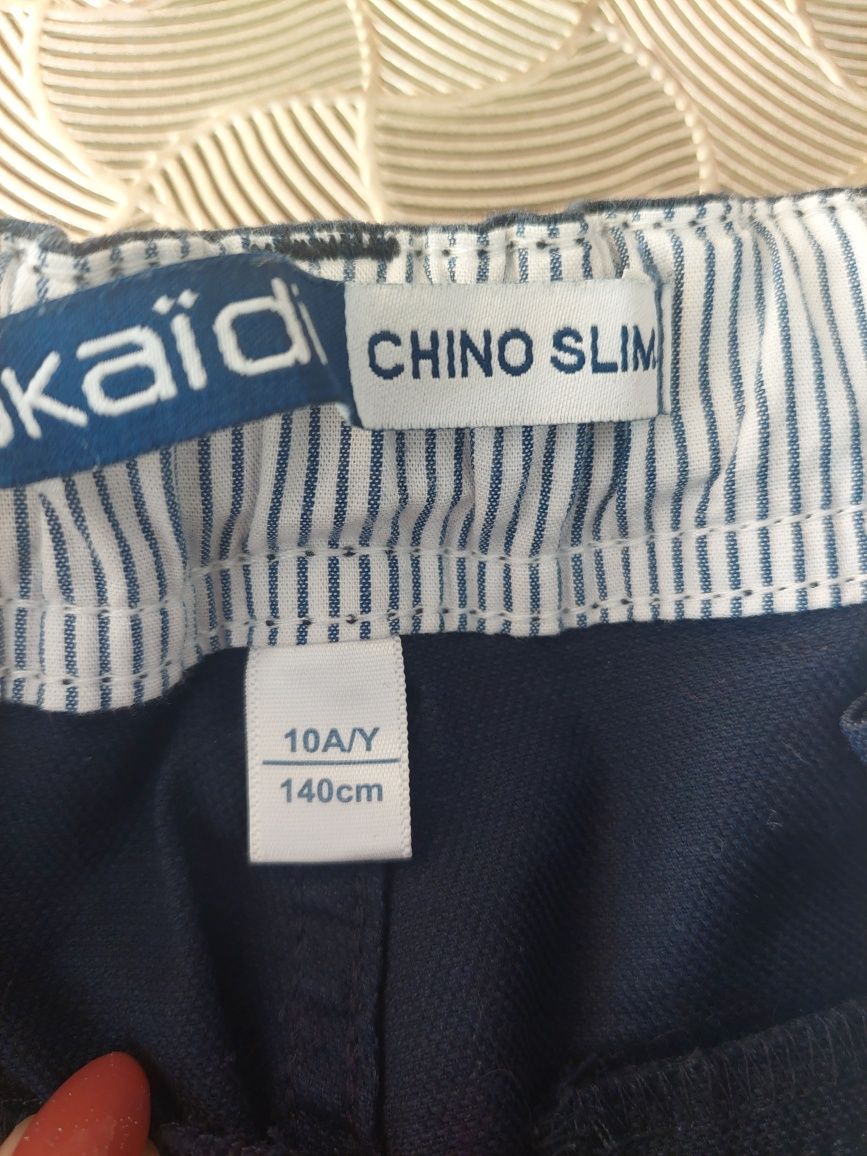 kaïdi
CHINO SLIM
10A/Y
140cm